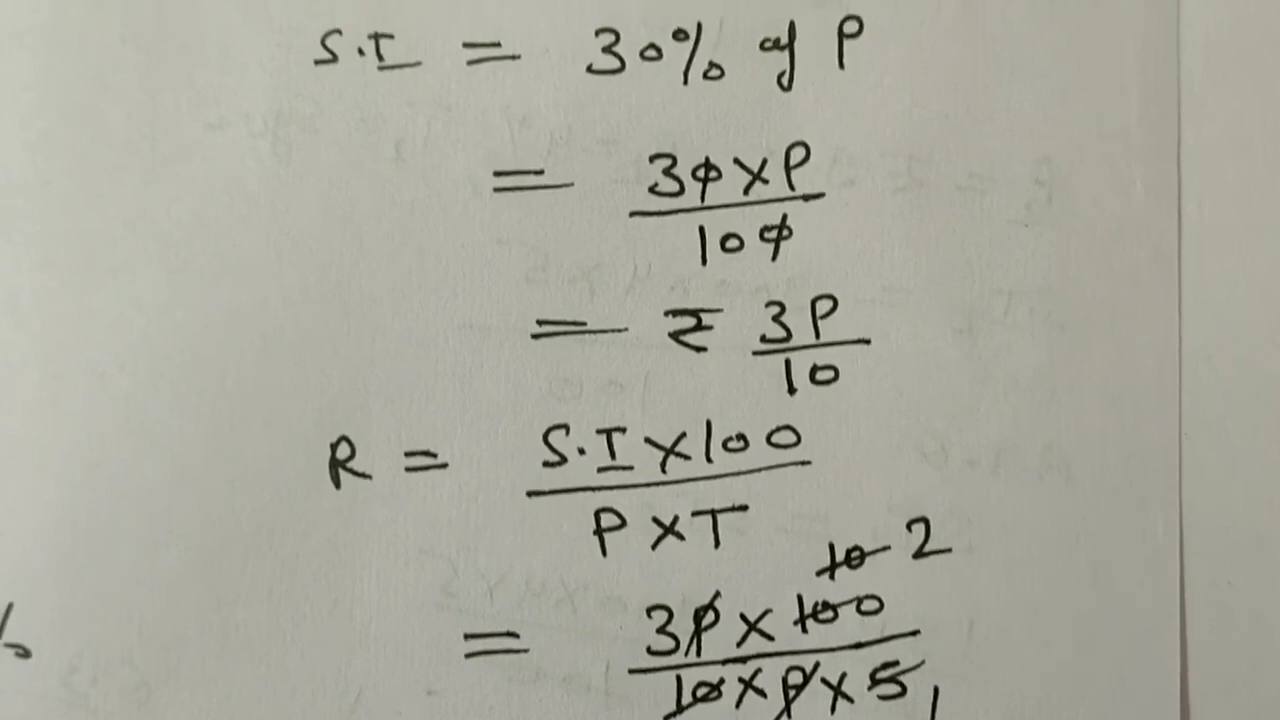 S.I = 30% of P
= 30 X P
100
= ₹ 3P
10
R = S.I X 100
P X T
10 2
= 3P X 100
10 X P X 5 1
%